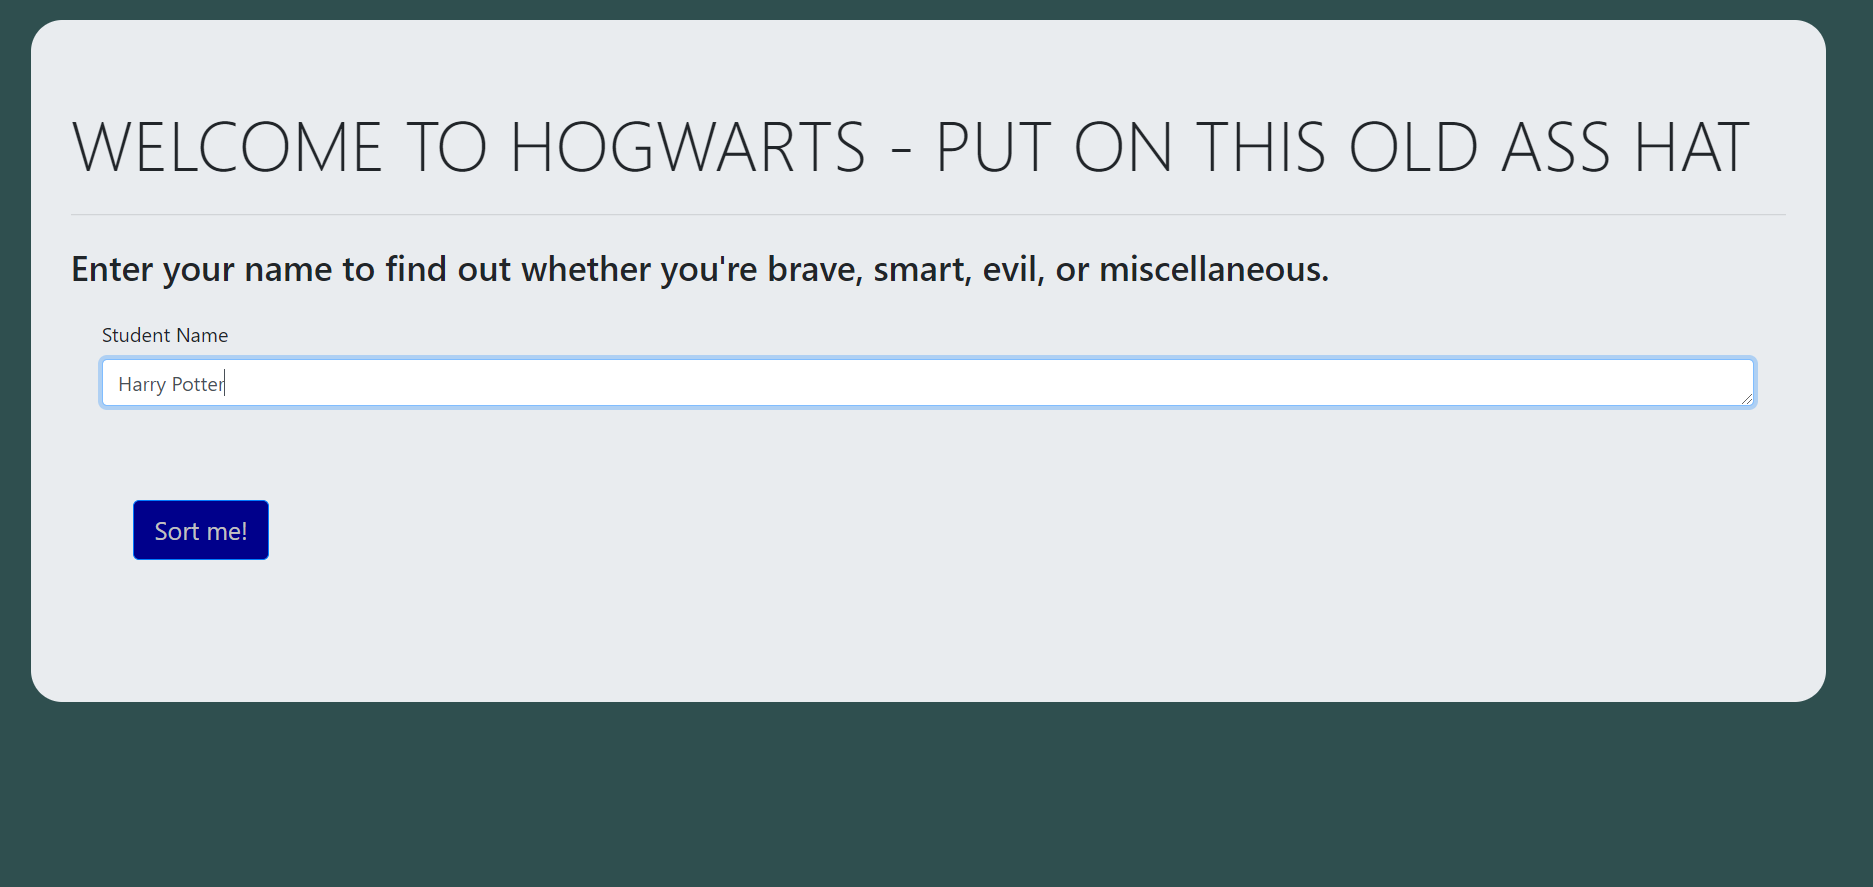 WELCOME TO HOGWARTS - PUT ON THIS OLD ASS HAT
Enter your name to find out whether you're brave, smart, evil, or miscellaneous.
Student Name
Harry Potter
Sort me!